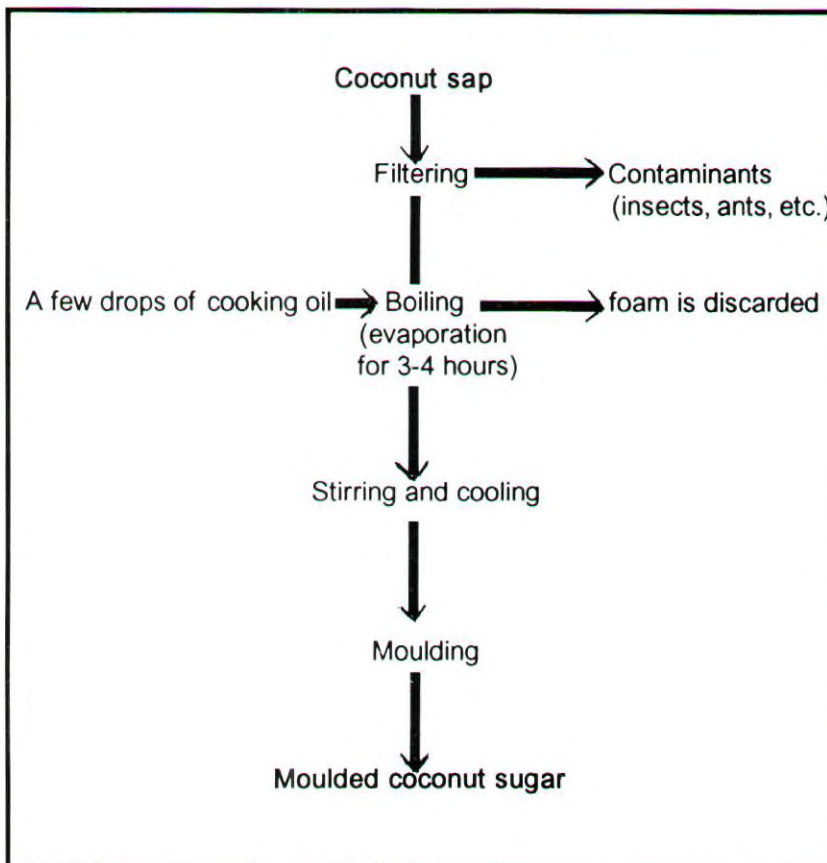 Coconut sap
Filtering
Contaminants
(insects, ants, etc.)
A few drops of cooking oil
Boiling
foam is discarded
(evaporation
for 3-4 hours)
Stirring and cooling
Moulding
Moulded coconut sugar